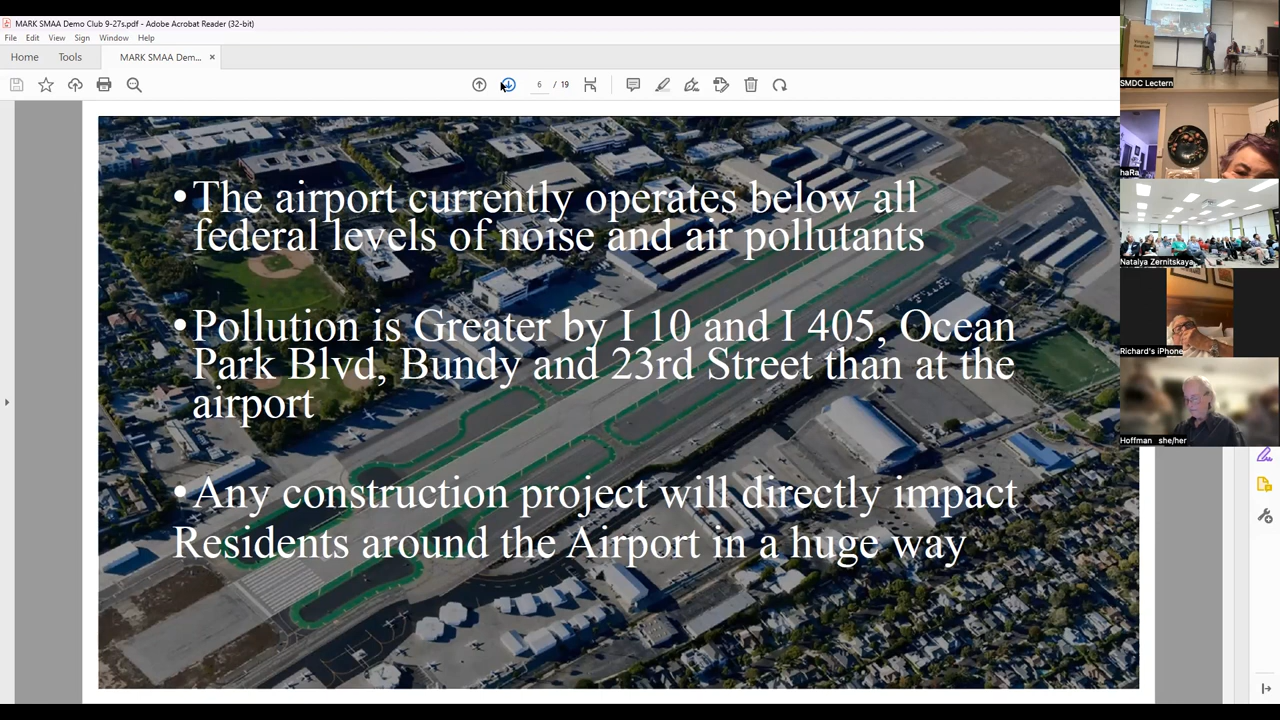 MARK SMAA Demo Club 9-27s.pdf - Adobe Acrobat Reader (32-bit)
File Edit View Sign Window Help
Home Tools MARK SMAA Dem... ×
6 / 19
• The airport currently operates below all
federal levels of noise and air pollutants
• Pollution is Greater by I 10 and I 405, Ocean
Park Blvd, Bundy and 23rd Street than at the
airport
• Any construction project will directly impact
Residents around the Airport in a huge way
SMDC Lectern
haRa
Natalya Zernitskaya
Richard's iPhone
Hoffman she/her